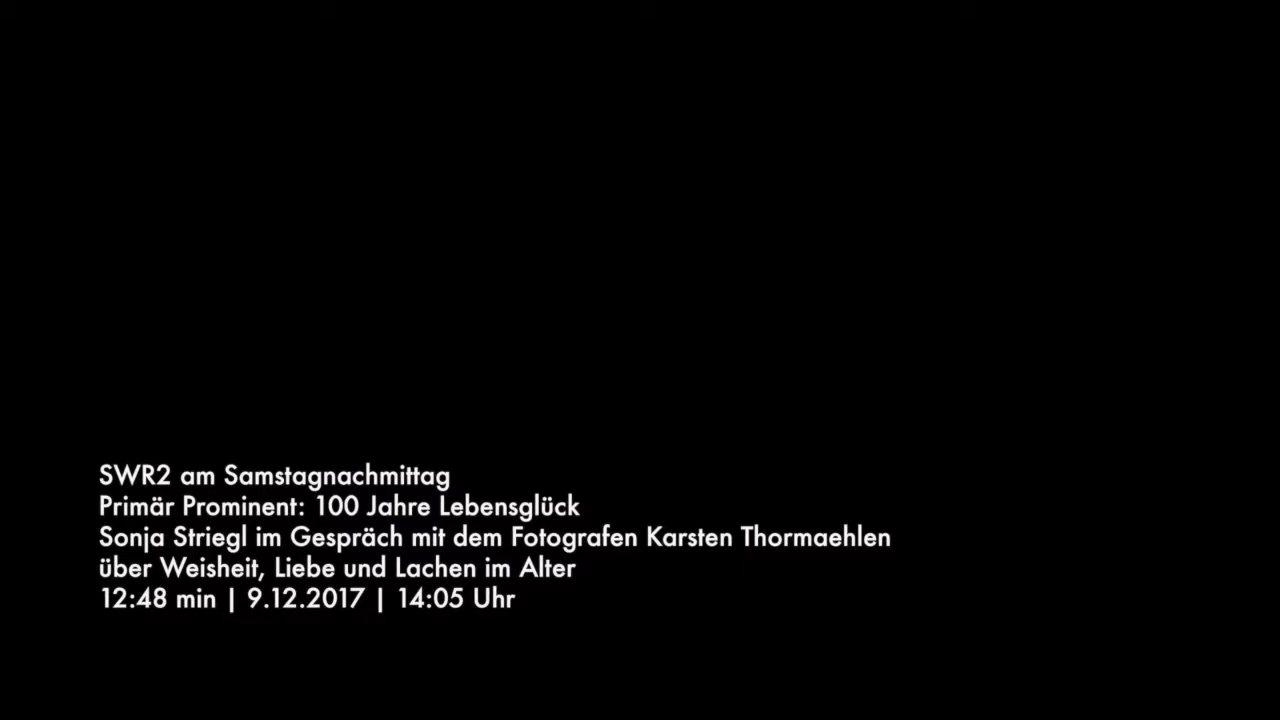 SWR2 am Samstagnachmittag
Primär Prominent: 100 Jahre Lebensglück
Sonja Striegl im Gespräch mit dem Fotografen Karsten Thormaehlen
über Weisheit, Liebe und Lachen im Alter
12:48 min | 9.12.2017 | 14:05 Uhr